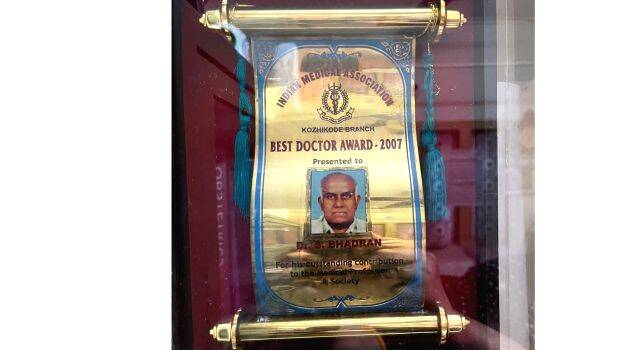 INDIAN MEDICAL ASSOCIATION
KOZHIKODE BRANCH
BEST DOCTOR AWARD - 2007
Presented to
Dr. S. BHADRAN
For his outstanding contribution
to the Medical Profession
& Society